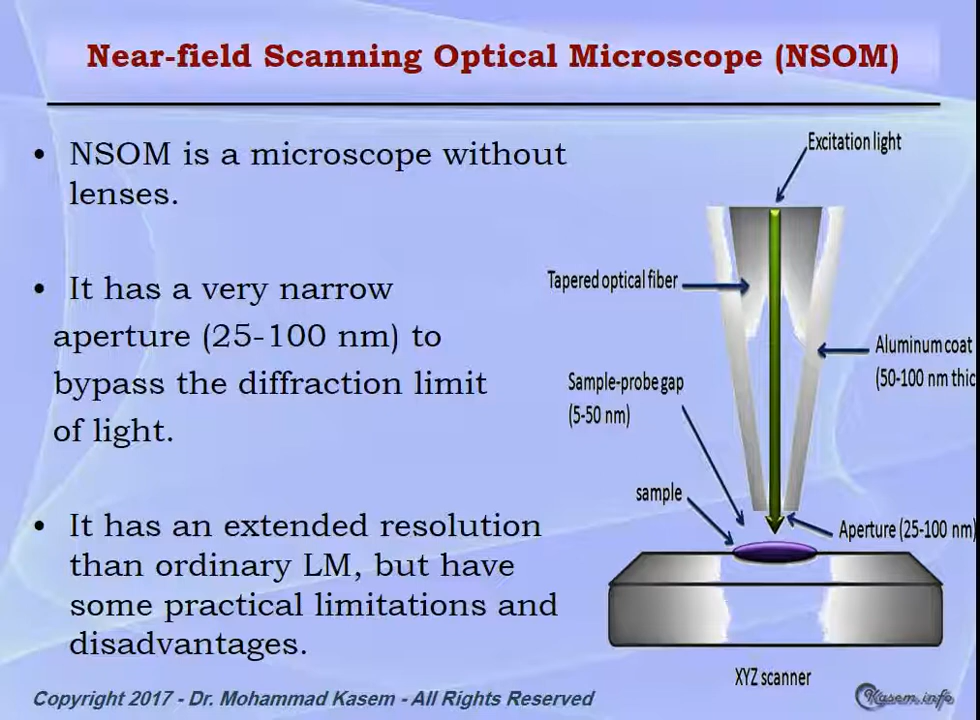 Near-field Scanning Optical Microscope (NSOM)
• NSOM is a microscope without
lenses.
• It has a very narrow
aperture (25-100 nm) to
bypass the diffraction limit
of light.
• It has an extended resolution
than ordinary LM, but have
some practical limitations and
disadvantages.
Excitation light
Tapered optical fiber
Aluminum coat
(50-100 nm thic
Sample-probe gap
(5-50 nm)
sample
Aperture (25-100 nm)
XYZ scanner
Copyright 2017 - Dr. Mohammad Kasem - All Rights Reserved
Kasem.info